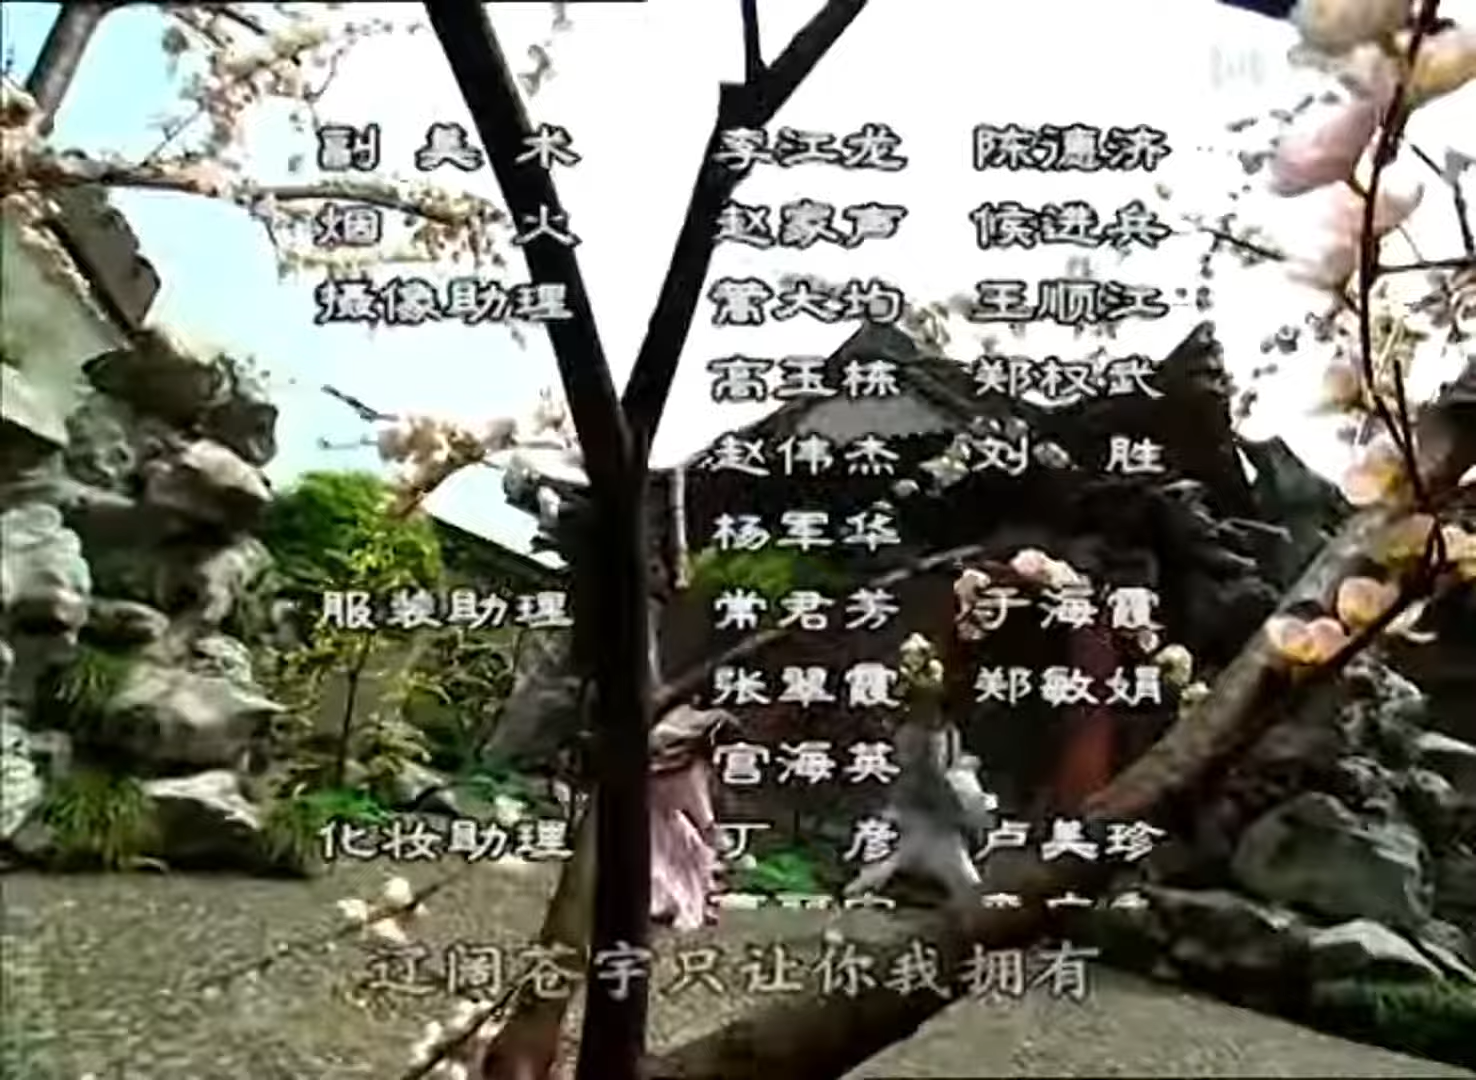 副美术 李江龙 陈德济
烟火 赵家声 候进兵
摄像助理 萧大均 王顺江
高玉栋 郑权武
赵伟杰 刘胜
杨军华
服装助理 常君芳 于海霞
张翠霞 郑敏娟
宫海英
化妆助理 丁彦 卢美珍
辽阔苍宇只让你我拥有